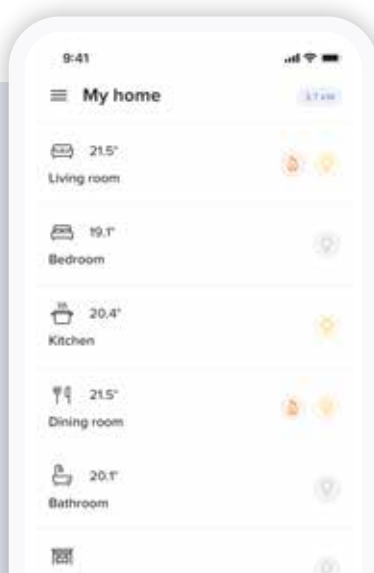 9:41
My home
21.5°
Living room
19.1°
Bedroom
20.4°
Kitchen
21.5°
Dining room
20.1°
Bathroom